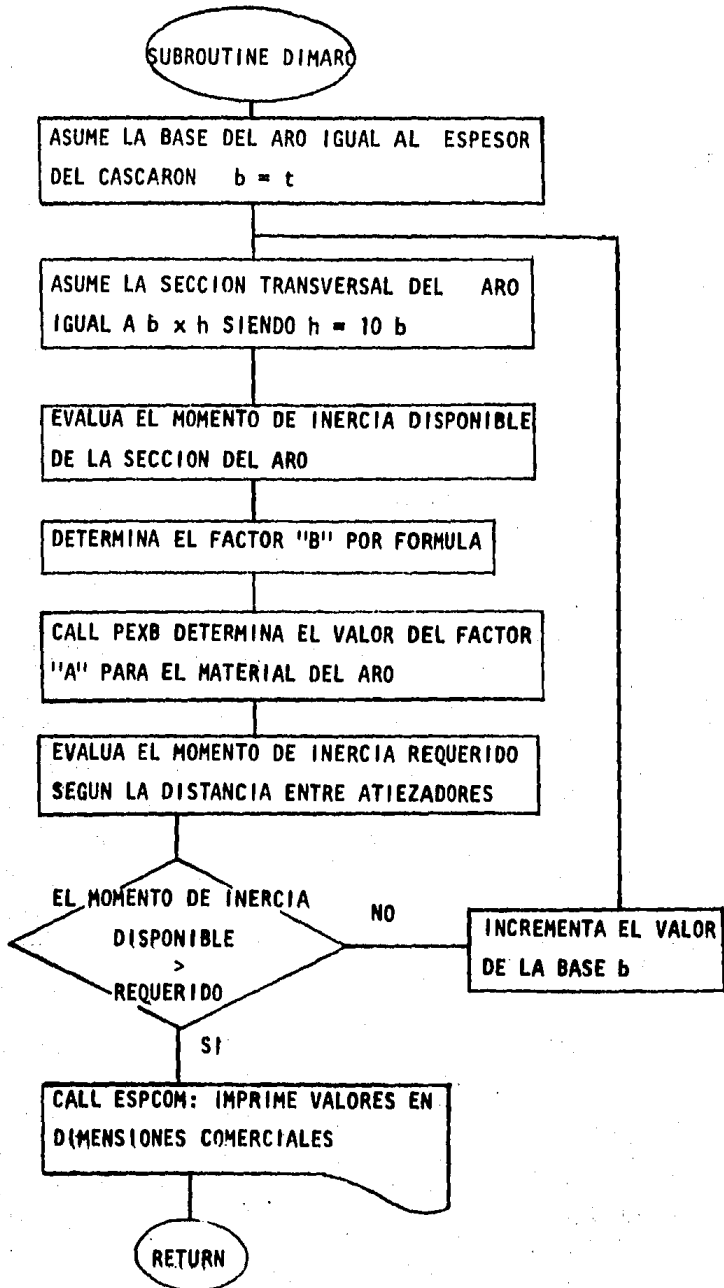 SUBROUTINE DIMARO
ASUME LA BASE DEL ARO IGUAL AL ESPESOR
DEL CASCARON b = t
ASUME LA SECCION TRANSVERSAL DEL ARO
IGUAL A b x h SIENDO h = 10 b
EVALUA EL MOMENTO DE INERCIA DISPONIBLE
DE LA SECCION DEL ARO
DETERMINA EL FACTOR "B" POR FORMULA
CALL PEXB DETERMINA EL VALOR DEL FACTOR
"A" PARA EL MATERIAL DEL ARO
EVALUA EL MOMENTO DE INERCIA REQUERIDO
SEGUN LA DISTANCIA ENTRE ATIEZADORES
EL MOMENTO DE INERCIA
DISPONIBLE
>
REQUERIDO
NO
INCREMENTA EL VALOR
DE LA BASE b
SI
CALL ESPCOM: IMPRIME VALORES EN
DIMENSIONES COMERCIALES
RETURN